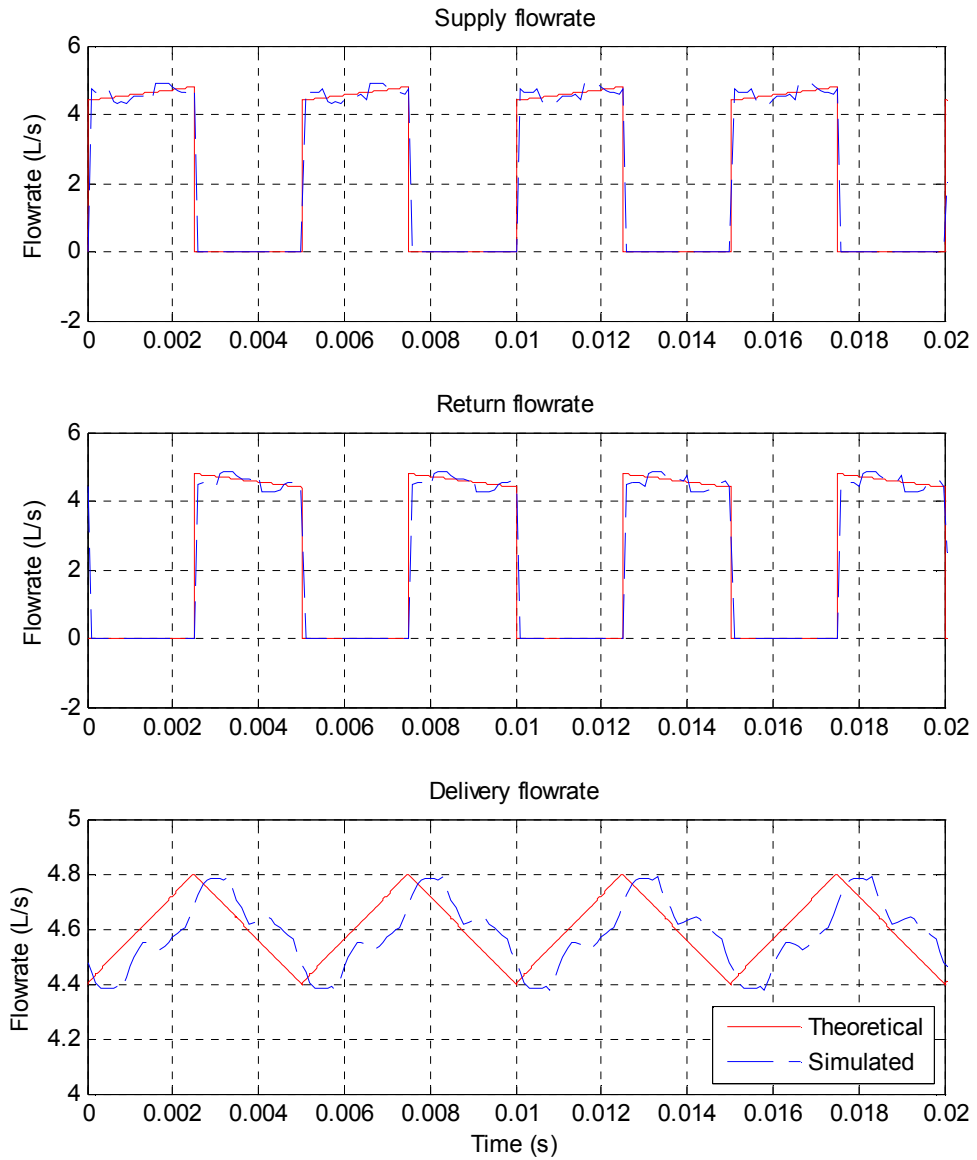 Supply flowrate
6
4
2
0
-2
Flowrate (L/s)
0 0.002 0.004 0.006 0.008 0.01 0.012 0.014 0.016 0.018 0.02
Return flowrate
6
4
2
0
-2
Flowrate (L/s)
0 0.002 0.004 0.006 0.008 0.01 0.012 0.014 0.016 0.018 0.02
Delivery flowrate
5
4.8
4.6
4.4
4.2
4
Flowrate (L/s)
Theoretical
Simulated
0 0.002 0.004 0.006 0.008 0.01 0.012 0.014 0.016 0.018 0.02
Time (s)